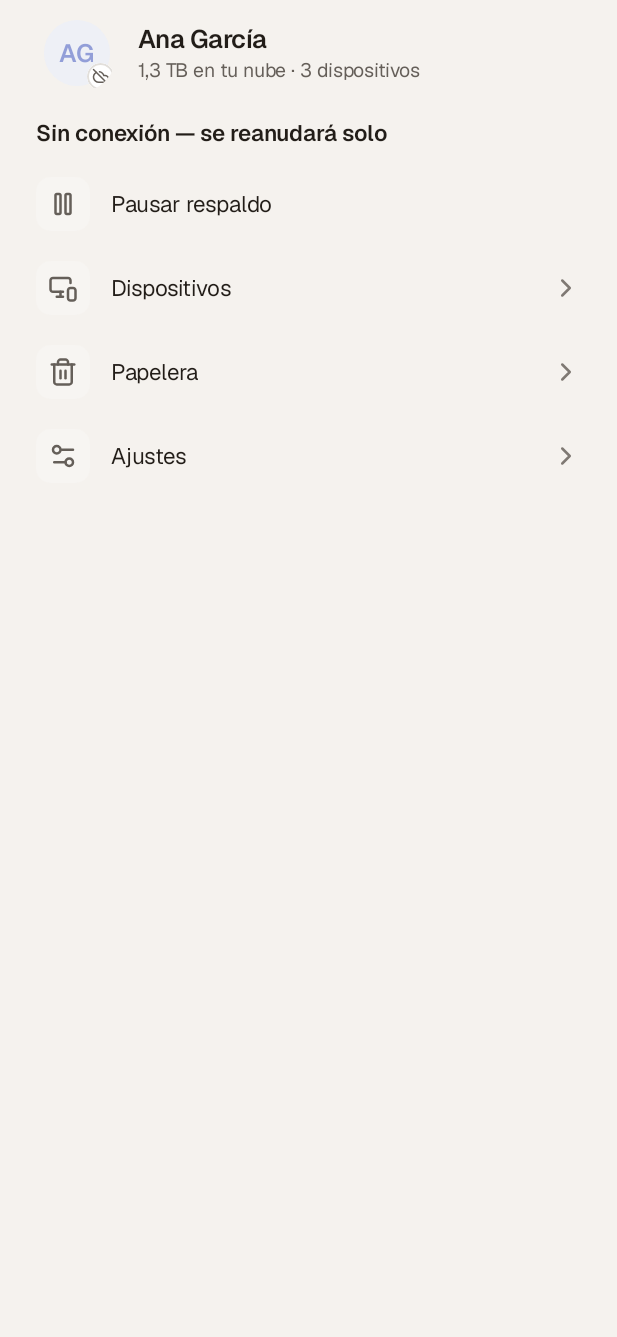 AG
Ana García
1,3 TB en tu nube · 3 dispositivos
Sin conexión — se reanudará solo
Pausar respaldo
Dispositivos
Papelera
Ajustes